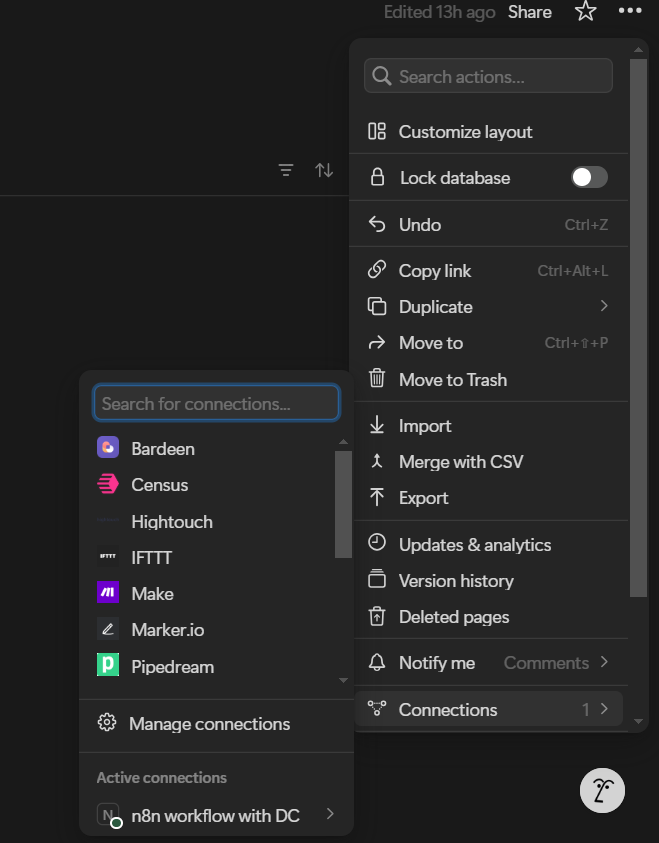 Edited 13h ago Share
Search actions...
Customize layout
Lock database
Undo Ctrl+Z
Copy link Ctrl+Alt+L
Duplicate
Move to Ctrl+⇧+P
Move to Trash
Import
Merge with CSV
Export
Updates & analytics
Version history
Deleted pages
Notify me Comments
Connections 1
Search for connections...
Bardeen
Census
Hightouch
IFTTT IFTTT
Make
Marker.io
Pipedream
Manage connections
Active connections
N n8n workflow with DC